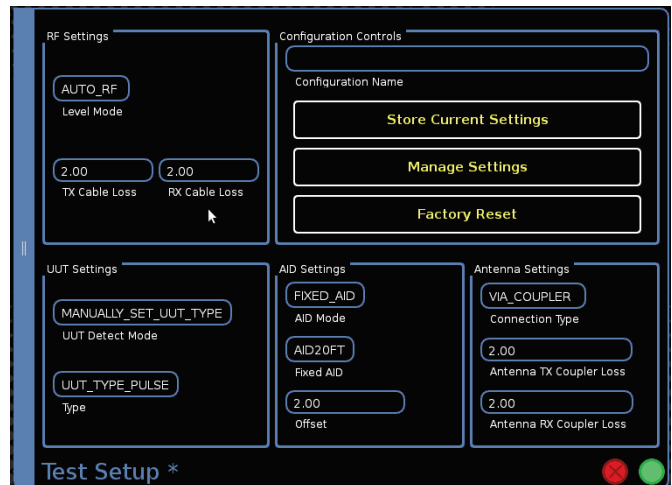 RF Settings
AUTO_RF
Level Mode
2.00 2.00
TX Cable Loss RX Cable Loss
Configuration Controls
Configuration Name
Store Current Settings
Manage Settings
Factory Reset
UUT Settings
MANUALLY_SET_UUT_TYPE
UUT Detect Mode
UUT_TYPE_PULSE
Type
AID Settings
FIXED_AID
AID Mode
AID20FT
Fixed AID
2.00
Offset
Antenna Settings
VIA_COUPLER
Connection Type
2.00
Antenna TX Coupler Loss
2.00
Antenna RX Coupler Loss
Test Setup *